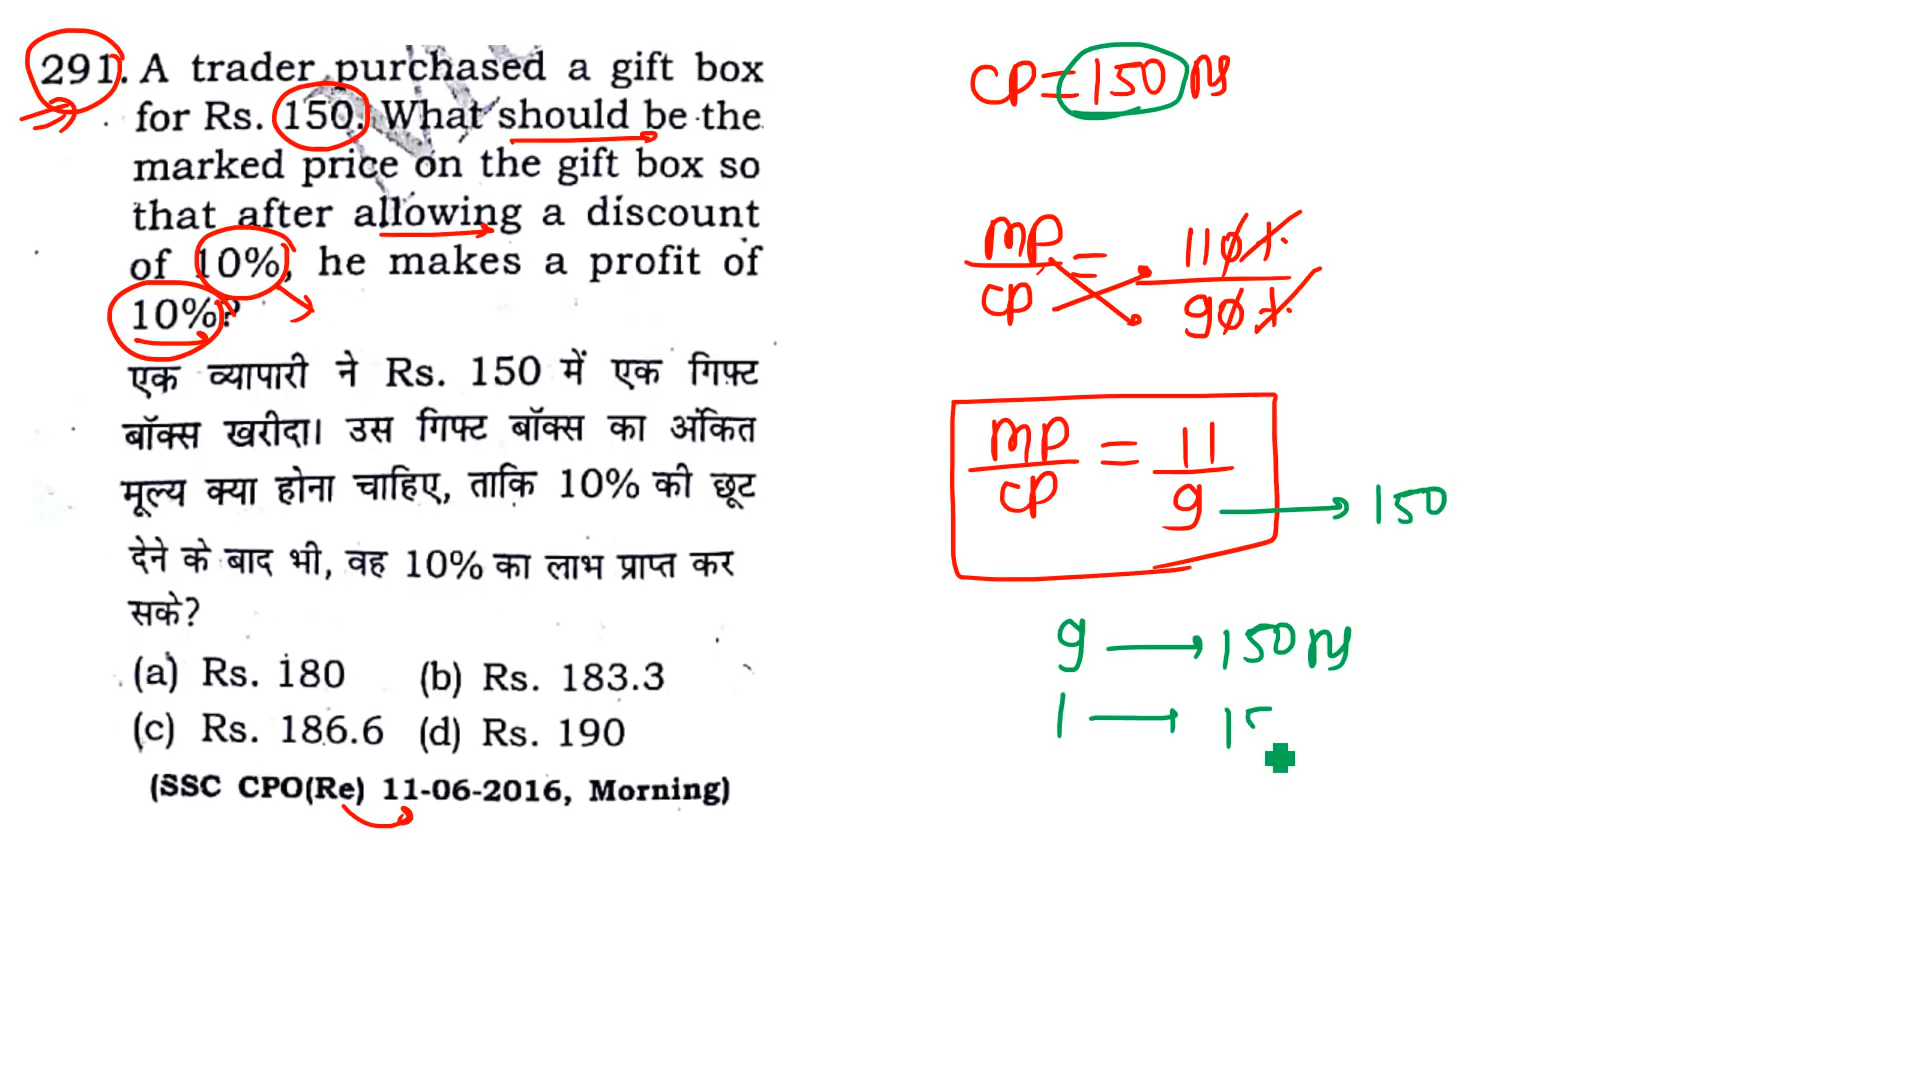 291. A trader purchased a gift box
for Rs. 150. What should be the
marked price on the gift box so
that after allowing a discount
of 10%, he makes a profit of
10%?
एक व्यापारी ने Rs. 150 में एक गिफ्ट
बॉक्स खरीदा। उस गिफ्ट बॉक्स का अंकित
मूल्य क्या होना चाहिए, ताकि 10% की छूट
देने के बाद भी, वह 10% का लाभ प्राप्त कर
सके?
(a) Rs. 180 (b) Rs. 183.3
(c) Rs. 186.6 (d) Rs. 190
(SSC CPO(Re) 11-06-2016, Morning)
CP = 150 Rs
MP/CP = 110%/90%
MP/CP = 11/9 → 150
9 → 150 Rs
1 → 15